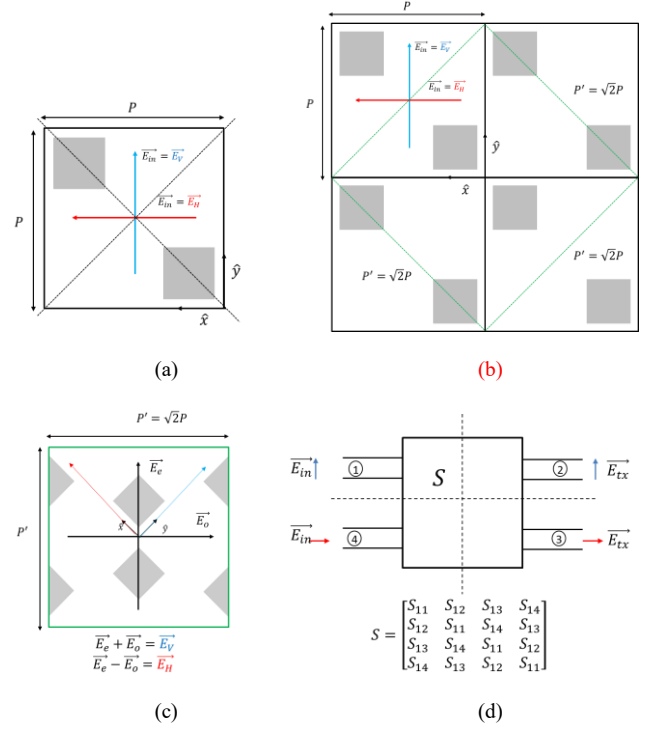 P
P
E_in = E_V
E_in = E_H
ŷ
x̂
(a)
P
P
E_in = E_V
E_in = E_H
P′ = √2P
ŷ
x̂
P′ = √2P
P′ = √2P
(b)
P′ = √2P
P′
E_e
E_o
x̂
ŷ
E_e + E_o = E_V
E_e − E_o = E_H
(c)
E_in
①
S
②
E_tx
E_in
④
③
E_tx
S = [S11 S12 S13 S14
S12 S11 S14 S13
S13 S14 S11 S12
S14 S13 S12 S11]
(d)